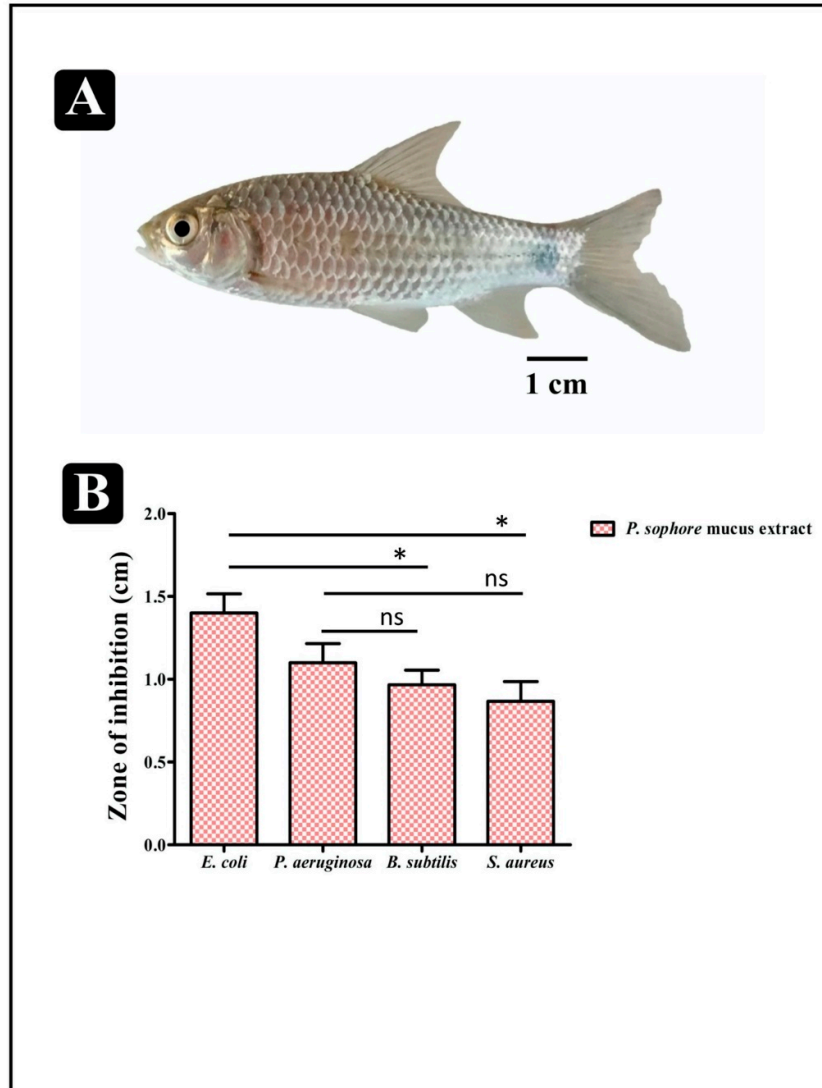 A
1 cm
B
Zone of inhibition (cm)
2.0
1.5
1.0
0.5
0.0
*
*
ns
ns
P. sophore mucus extract
E. coli
P. aeruginosa
B. subtilis
S. aureus